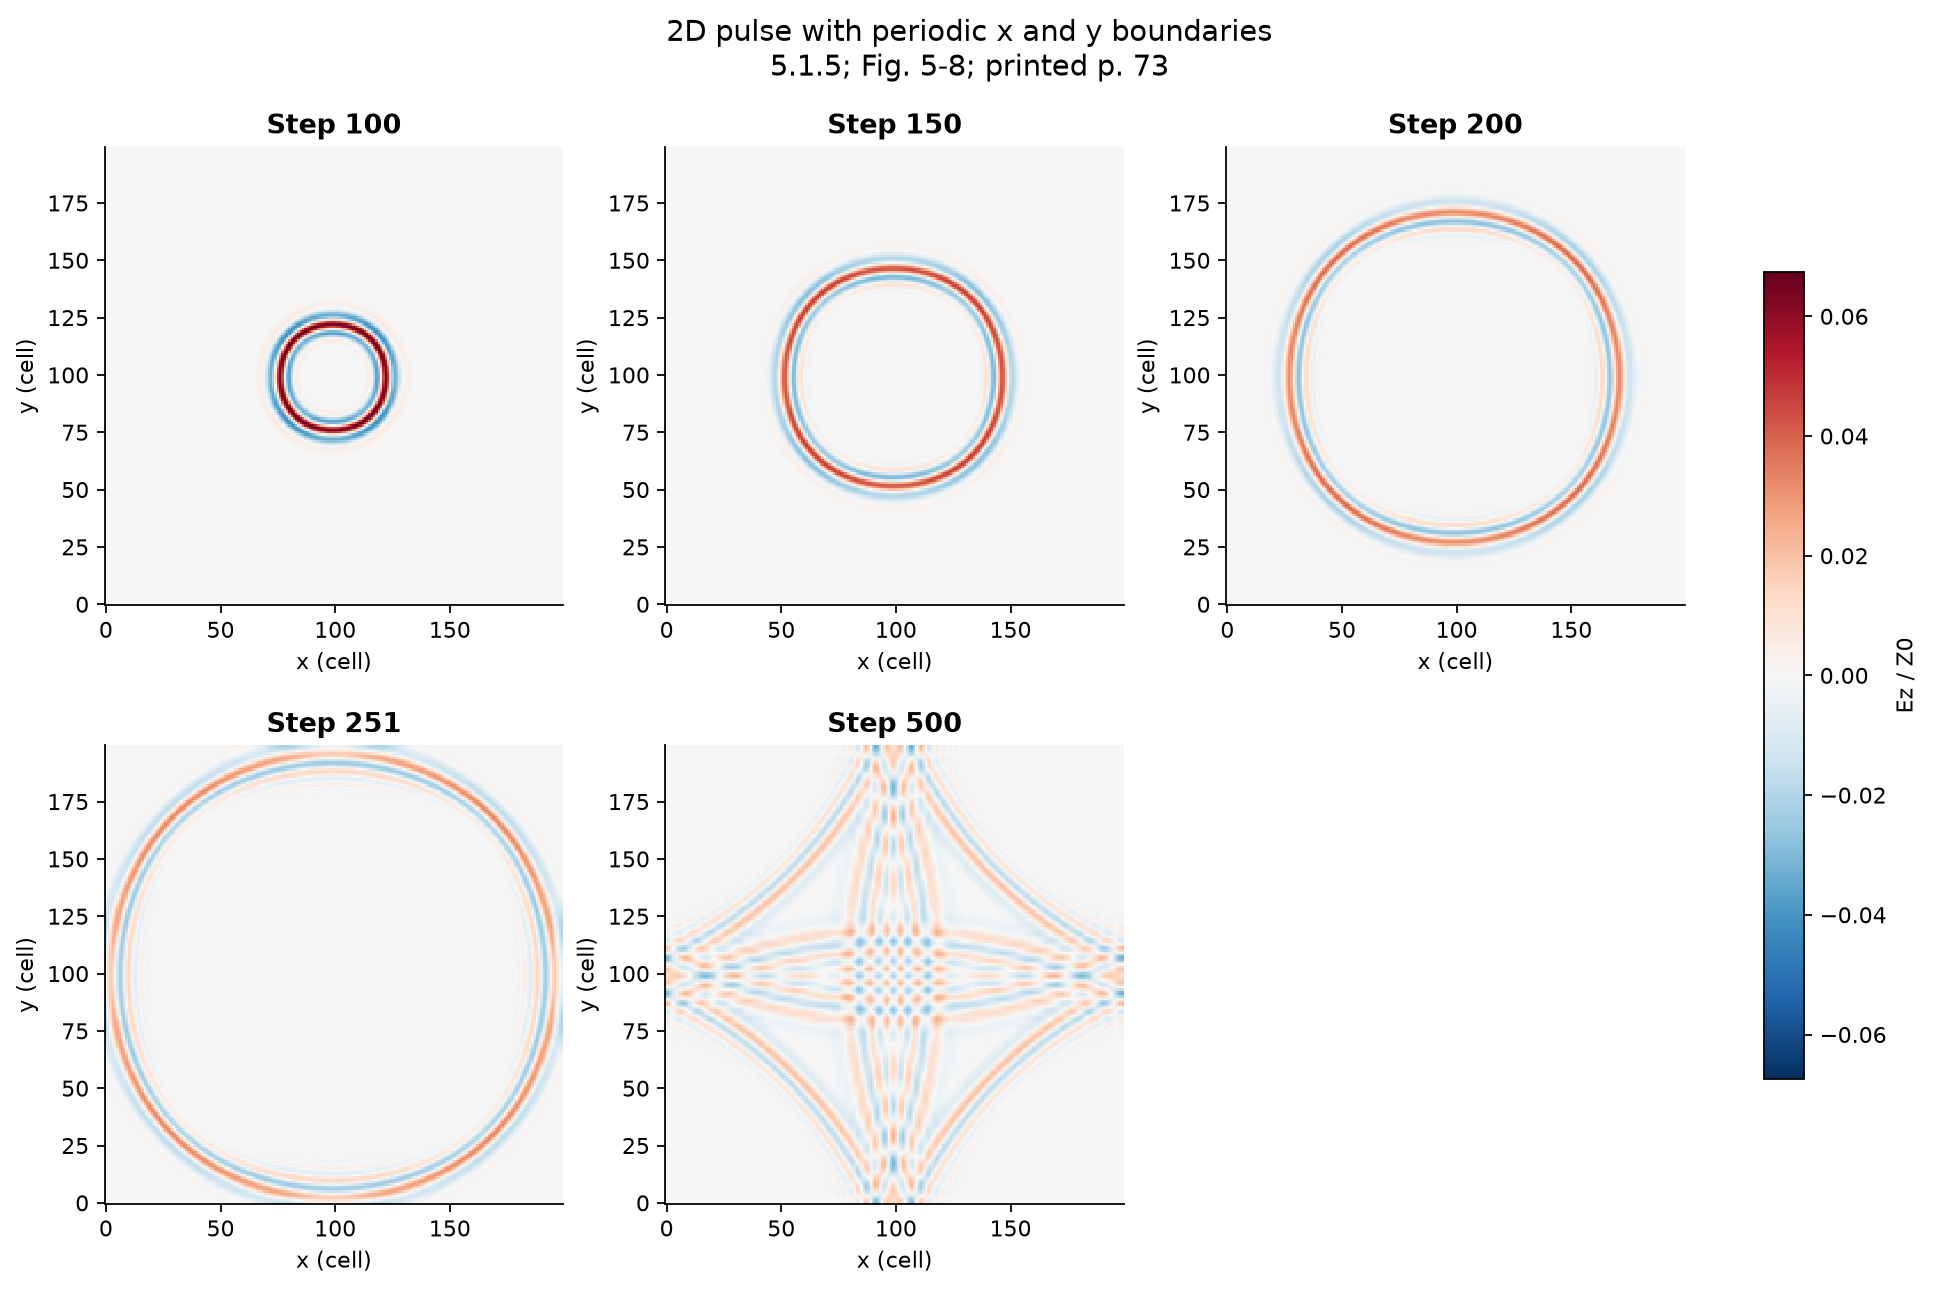 2D pulse with periodic x and y boundaries
5.1.5; Fig. 5-8; printed p. 73
Step 100
175
150
125
100
75
50
25
0
y (cell)
0 50 100 150
x (cell)
Step 150
175
150
125
100
75
50
25
0
y (cell)
0 50 100 150
x (cell)
Step 200
175
150
125
100
75
50
25
0
y (cell)
0 50 100 150
x (cell)
Step 251
175
150
125
100
75
50
25
0
y (cell)
0 50 100 150
x (cell)
Step 500
175
150
125
100
75
50
25
0
y (cell)
0 50 100 150
x (cell)
0.06
0.04
0.02
0.00
−0.02
−0.04
−0.06
Ez / Z0